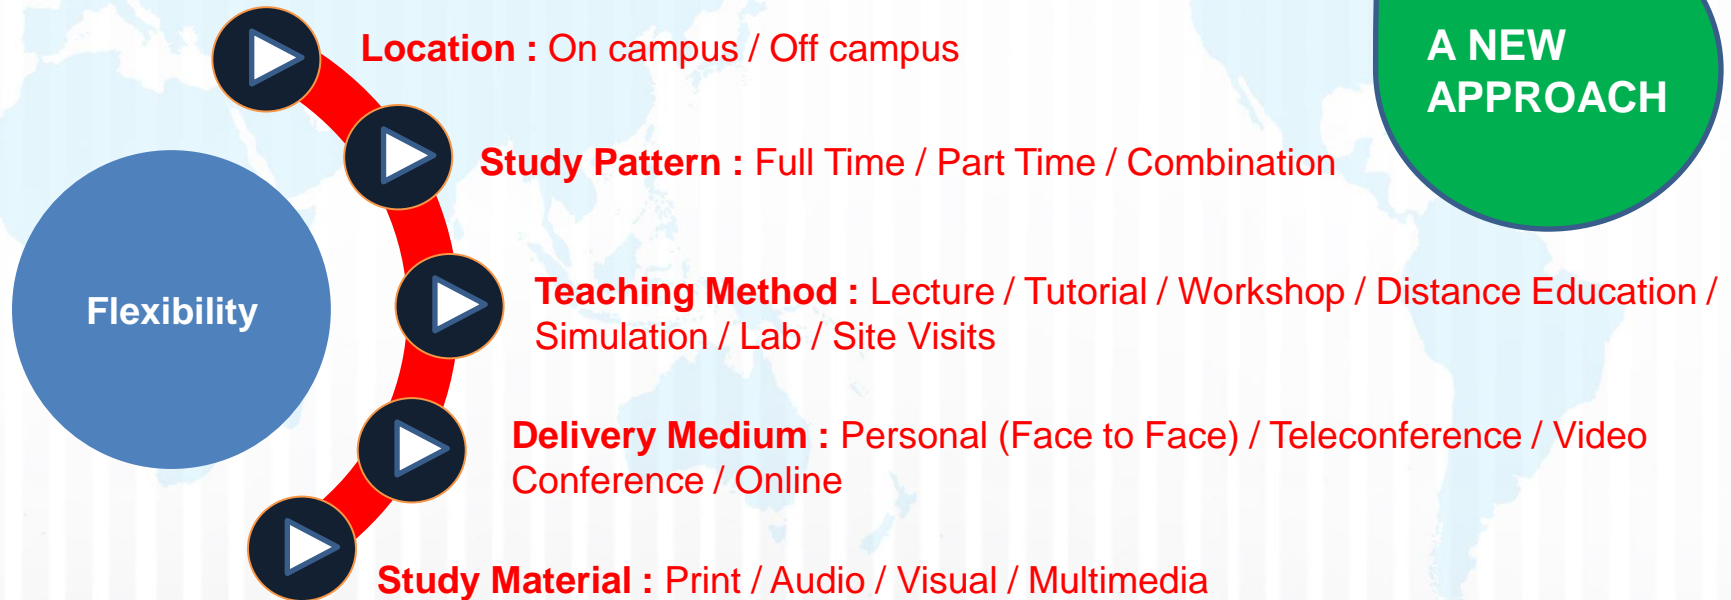 Location : On campus / Off campus
A NEW
APPROACH
Study Pattern : Full Time / Part Time / Combination
Flexibility
Teaching Method : Lecture / Tutorial / Workshop / Distance Education /
Simulation / Lab / Site Visits
Delivery Medium : Personal (Face to Face) / Teleconference / Video
Conference / Online
Study Material : Print / Audio / Visual / Multimedia